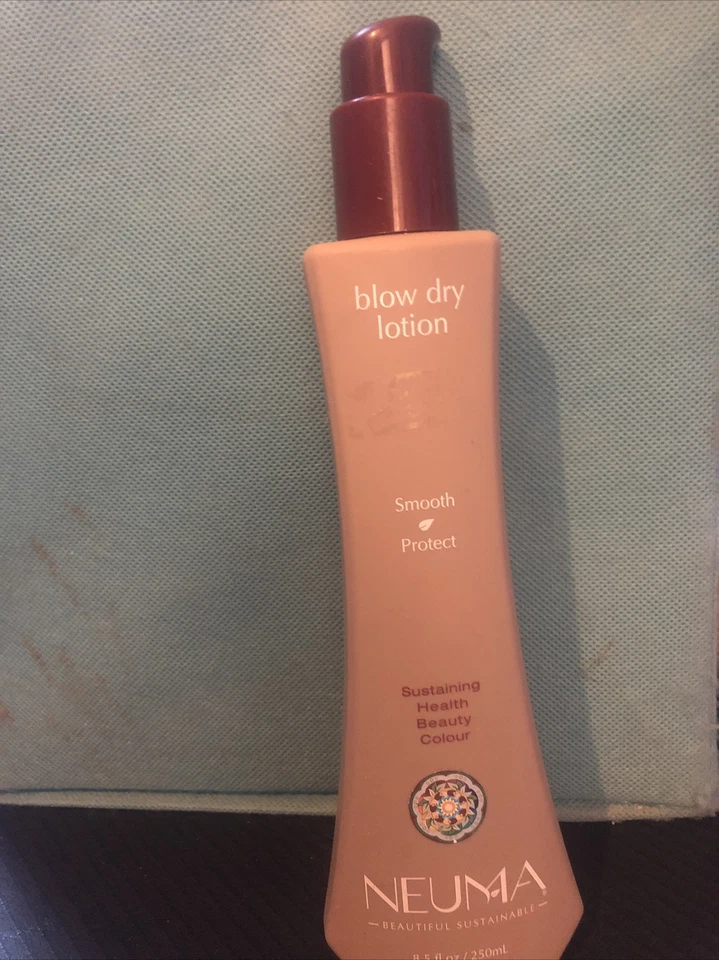 blow dry
lotion
Smooth
Protect
Sustaining
Health
Beauty
Colour
NEUMA®
— BEAUTIFUL SUSTAINABLE —
8.5 fl oz / 250mL